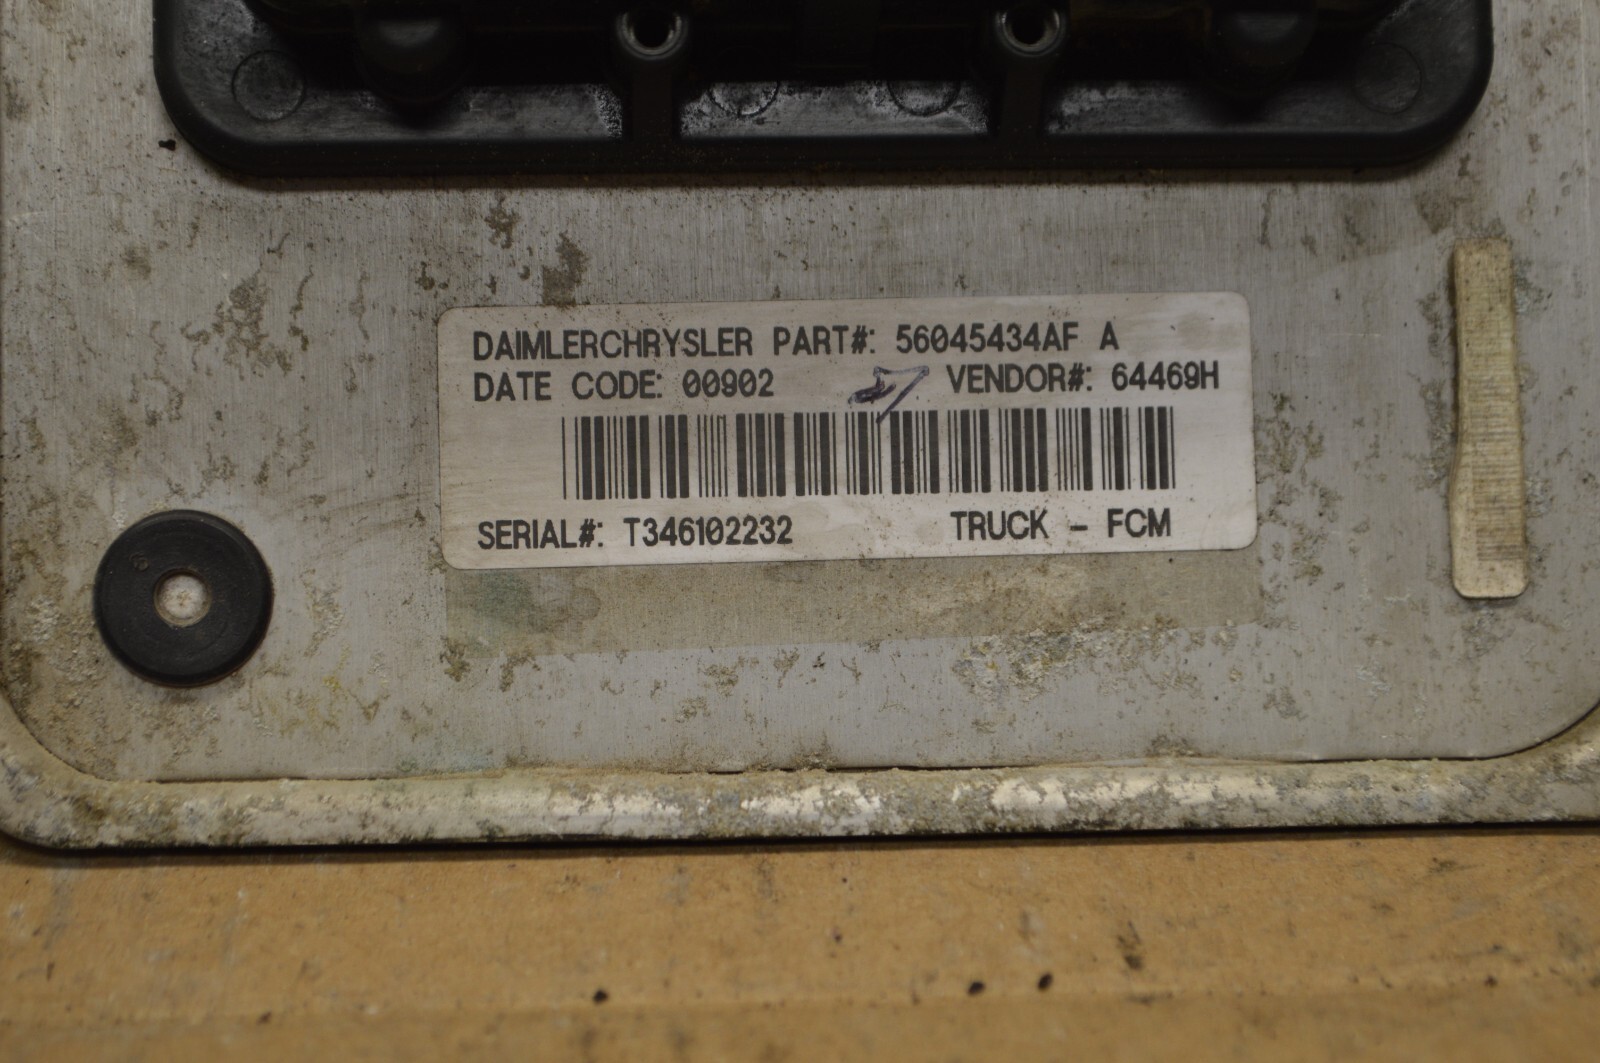 DAIMLERCHRYSLER PART#: 56045434AF A
DATE CODE: 00902 VENDOR#: 64469H
SERIAL#: T346102232 TRUCK - FCM